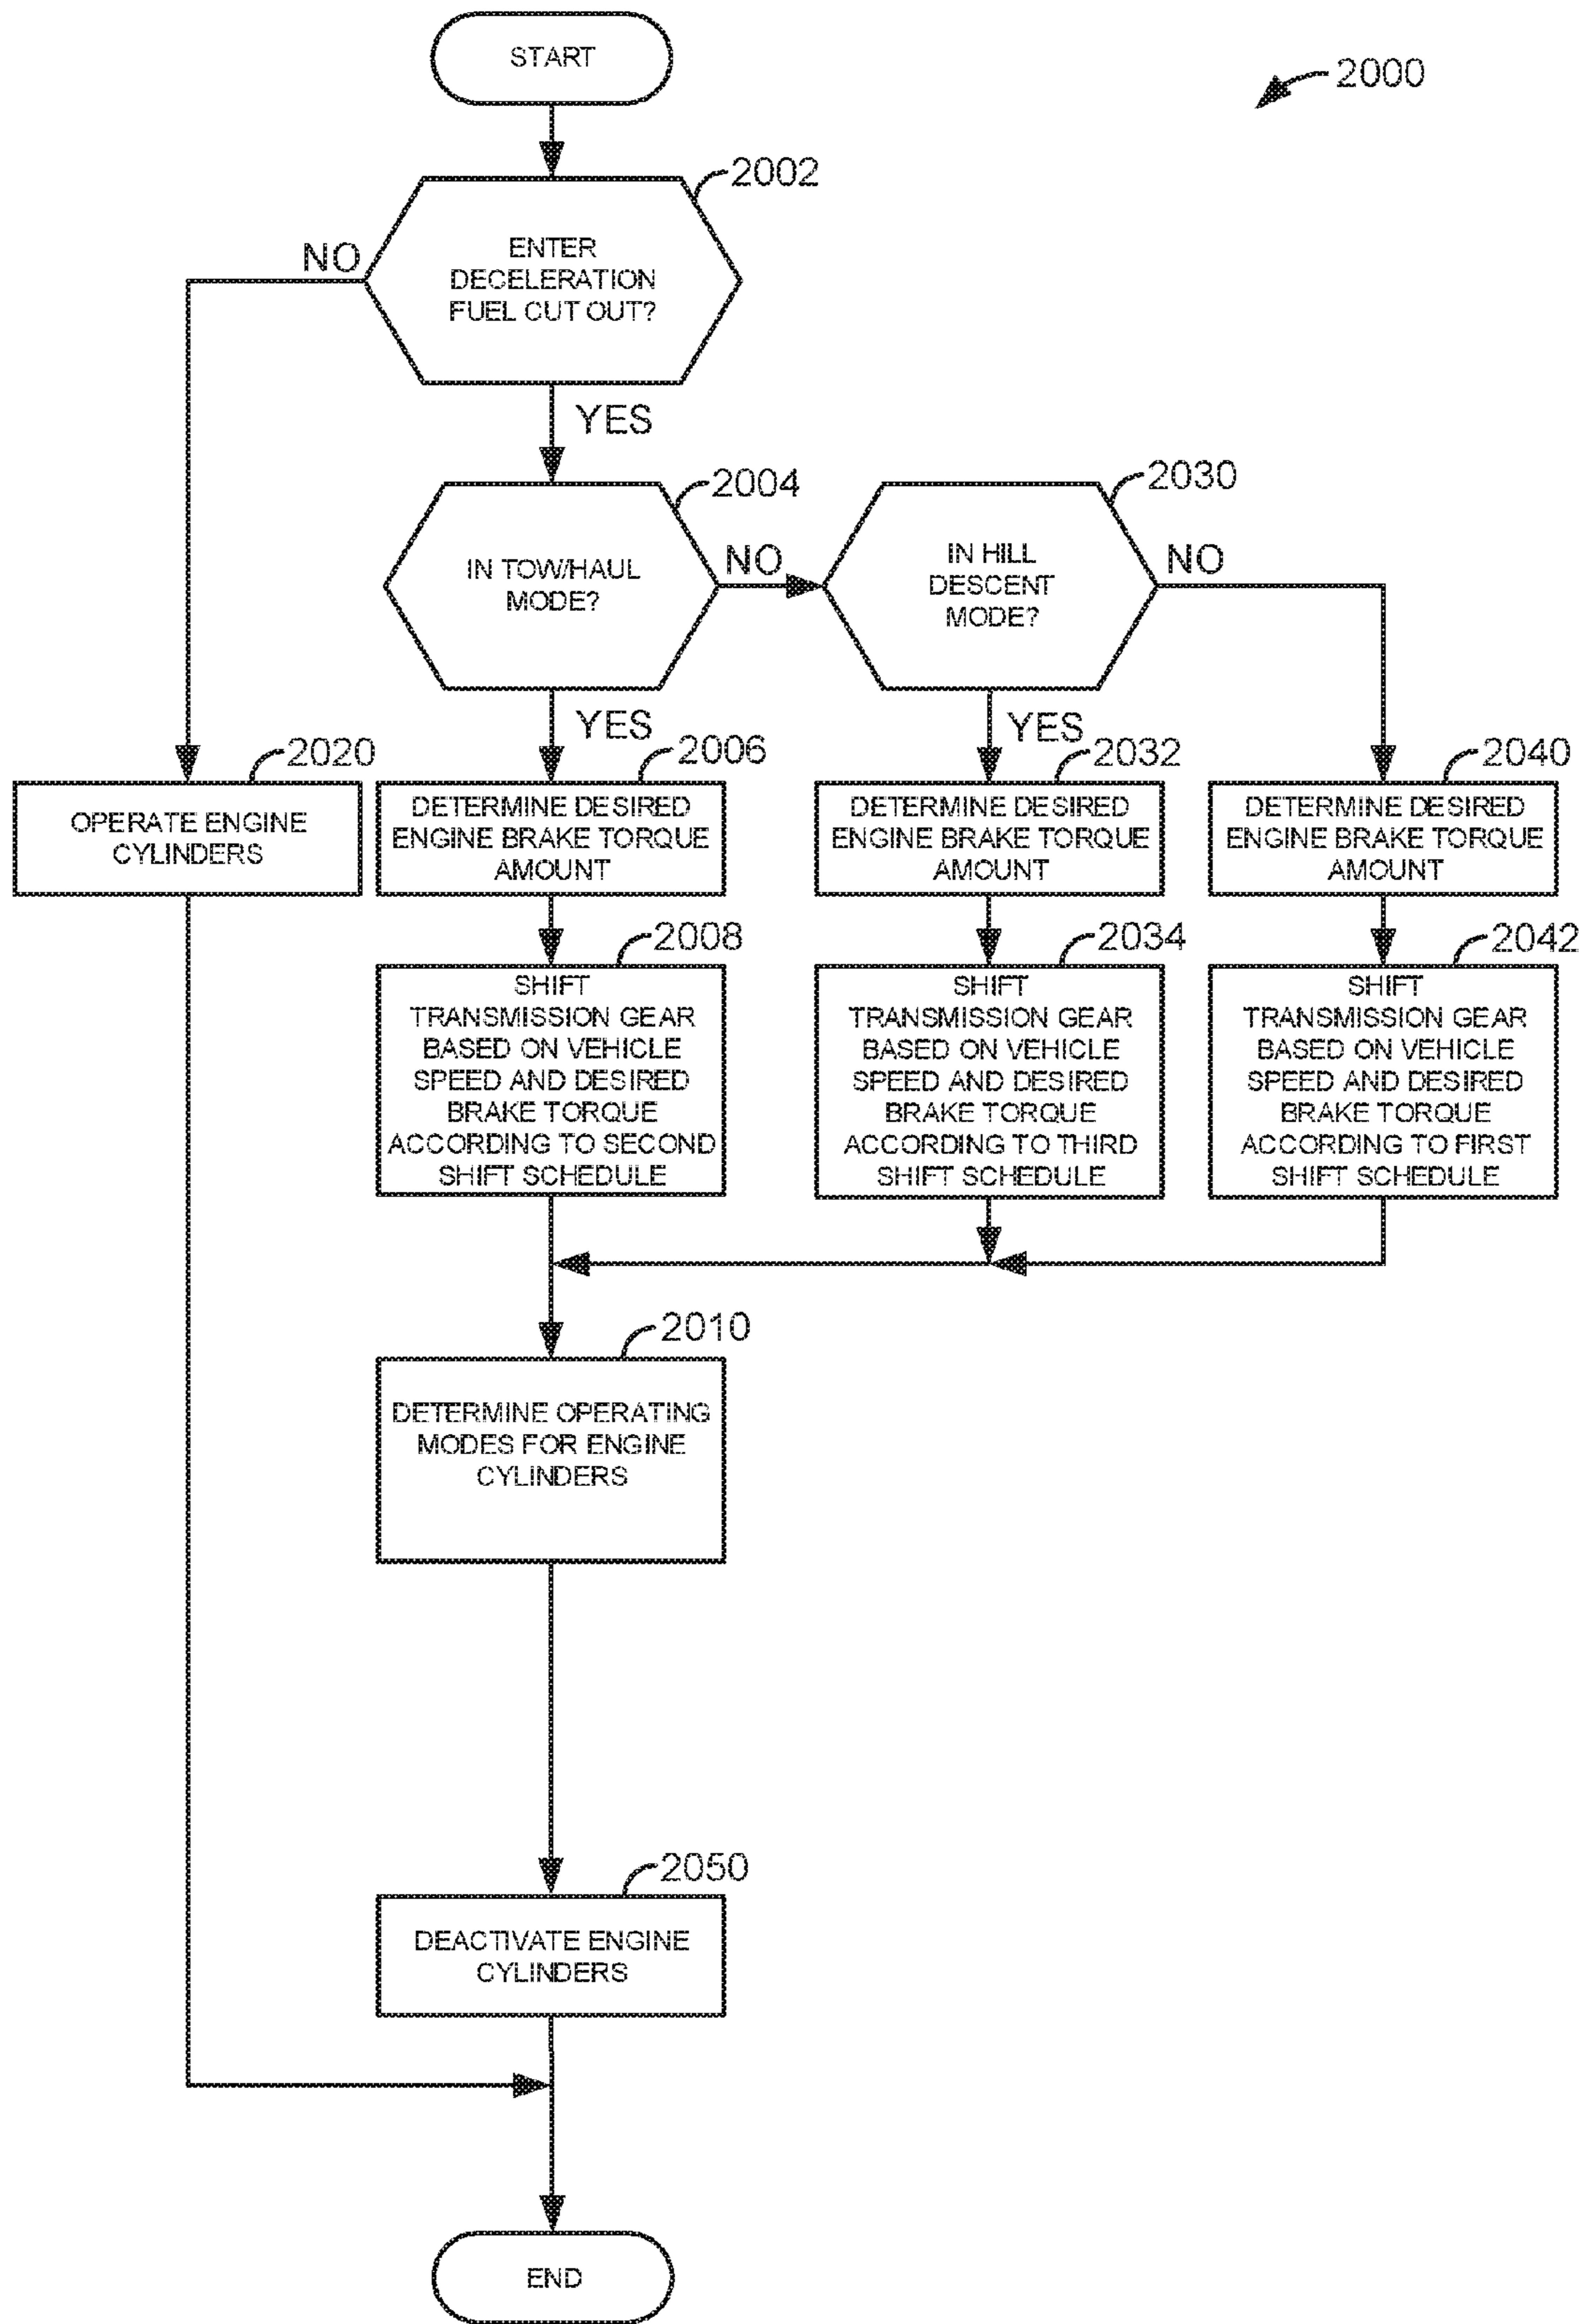 START
2000
2002
ENTER
DECELERATION
FUEL CUT OUT?
NO
YES
2004
IN TOW/HAUL
MODE?
NO
2030
IN HILL
DESCENT
MODE?
NO
YES
YES
2020
OPERATE ENGINE
CYLINDERS
2006
DETERMINE DESIRED
ENGINE BRAKE TORQUE
AMOUNT
2032
DETERMINE DESIRED
ENGINE BRAKE TORQUE
AMOUNT
2040
DETERMINE DESIRED
ENGINE BRAKE TORQUE
AMOUNT
2008
SHIFT
TRANSMISSION GEAR
BASED ON VEHICLE
SPEED AND DESIRED
BRAKE TORQUE
ACCORDING TO SECOND
SHIFT SCHEDULE
2034
SHIFT
TRANSMISSION GEAR
BASED ON VEHICLE
SPEED AND DESIRED
BRAKE TORQUE
ACCORDING TO THIRD
SHIFT SCHEDULE
2042
SHIFT
TRANSMISSION GEAR
BASED ON VEHICLE
SPEED AND DESIRED
BRAKE TORQUE
ACCORDING TO FIRST
SHIFT SCHEDULE
2010
DETERMINE OPERATING
MODES FOR ENGINE
CYLINDERS
2050
DEACTIVATE ENGINE
CYLINDERS
END